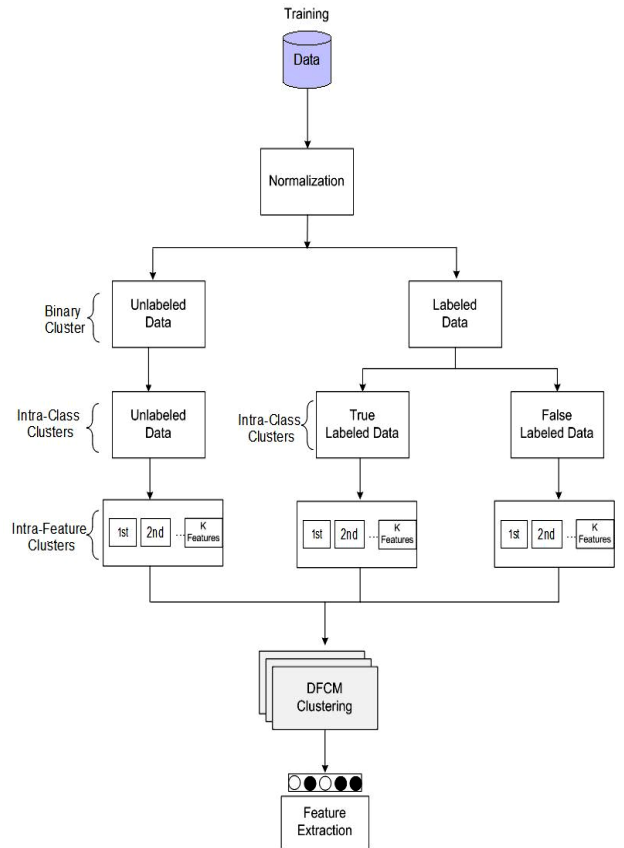 Training
Data
Normalization
Binary
Cluster
Unlabeled
Data
Labeled
Data
Intra-Class
Clusters
Unlabeled
Data
Intra-Class
Clusters
True
Labeled Data
False
Labeled Data
Intra-Feature
Clusters
1st 2nd ... K
Features
1st 2nd ... K
Features
1st 2nd ... K
Features
DFCM
Clustering
Feature
Extraction